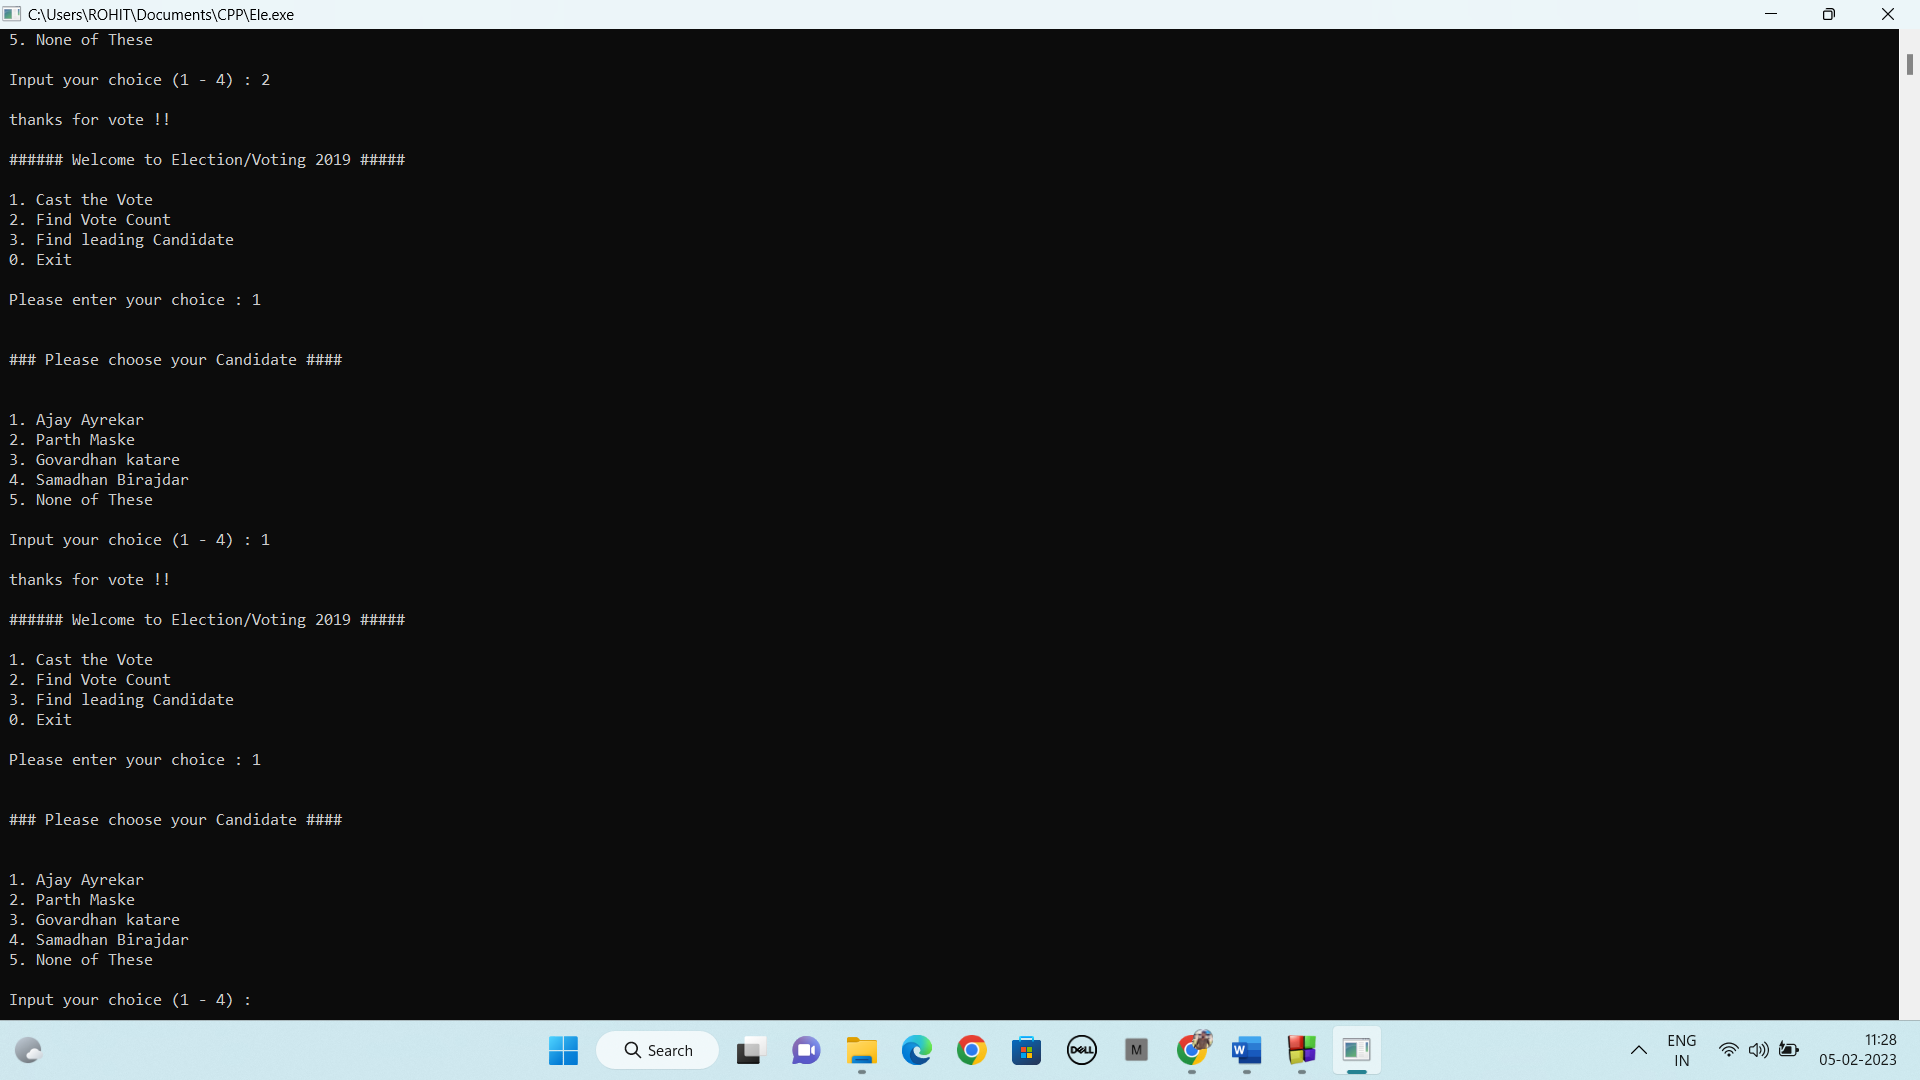 C:\Users\ROHIT\Documents\CPP\Ele.exe
5. None of These
Input your choice (1 - 4) : 2
thanks for vote !!
###### Welcome to Election/Voting 2019 #####
1. Cast the Vote
2. Find Vote Count
3. Find leading Candidate
0. Exit
Please enter your choice : 1
### Please choose your Candidate ####
1. Ajay Ayrekar
2. Parth Maske
3. Govardhan katare
4. Samadhan Birajdar
5. None of These
Input your choice (1 - 4) : 1
thanks for vote !!
###### Welcome to Election/Voting 2019 #####
1. Cast the Vote
2. Find Vote Count
3. Find leading Candidate
0. Exit
Please enter your choice : 1
### Please choose your Candidate ####
1. Ajay Ayrekar
2. Parth Maske
3. Govardhan katare
4. Samadhan Birajdar
5. None of These
Input your choice (1 - 4) :
Search
DELL
M
W
ENG
IN
11:28
05-02-2023